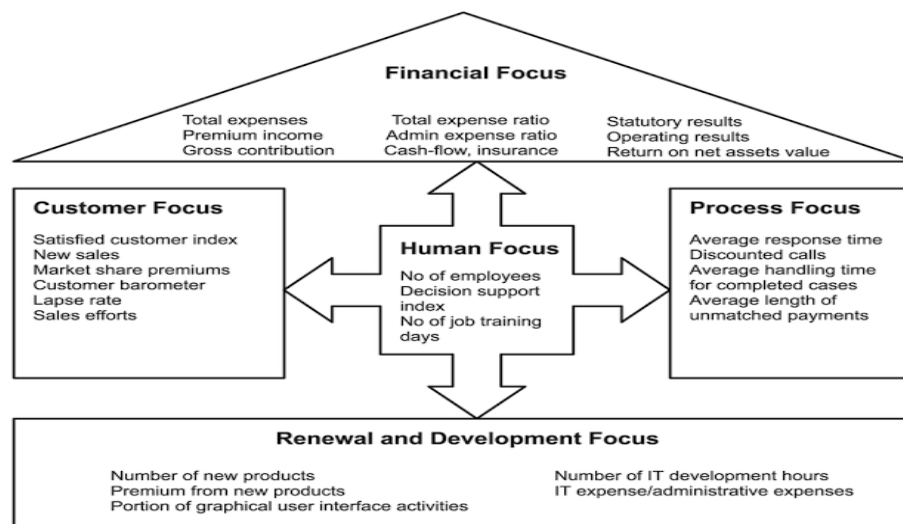 Financial Focus
Total expenses
Premium income
Gross contribution
Total expense ratio
Admin expense ratio
Cash-flow, insurance
Statutory results
Operating results
Return on net assets value
Customer Focus
Satisfied customer index
New sales
Market share premiums
Customer barometer
Lapse rate
Sales efforts
Human Focus
No of employees
Decision support
index
No of job training
days
Process Focus
Average response time
Discounted calls
Average handling time
for completed cases
Average length of
unmatched payments
Renewal and Development Focus
Number of new products
Premium from new products
Portion of graphical user interface activities
Number of IT development hours
IT expense/administrative expenses